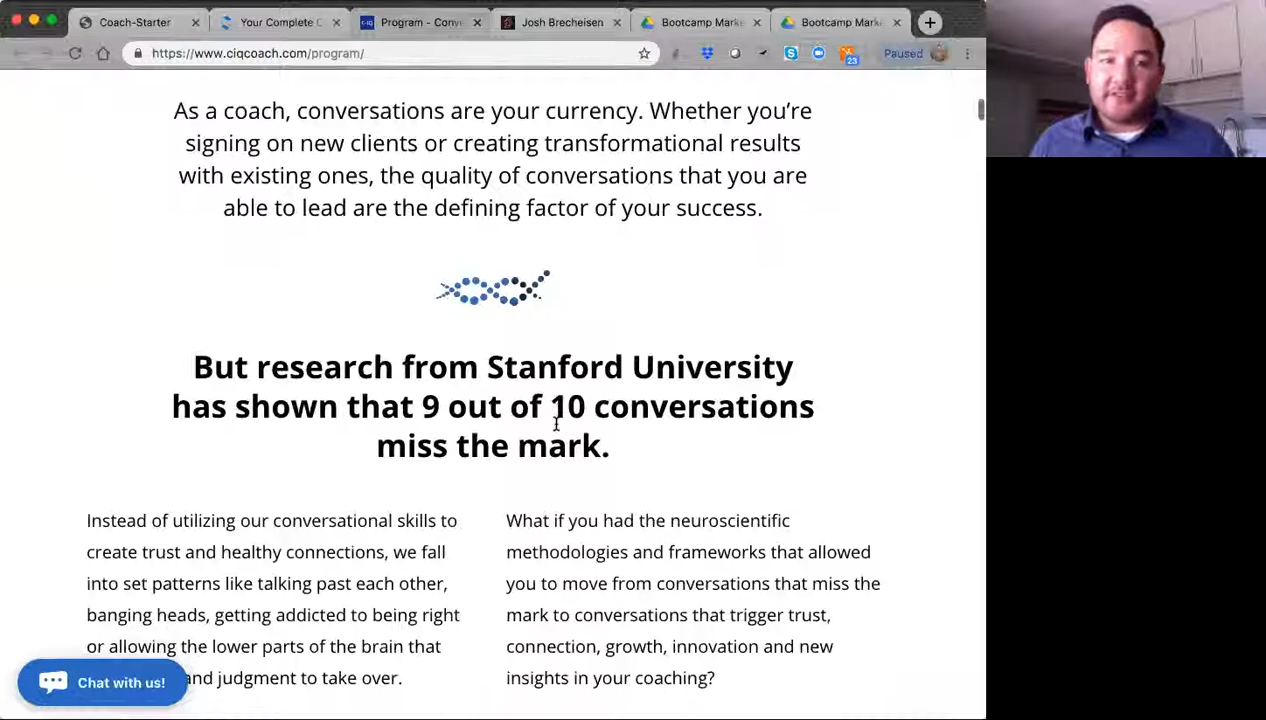 Coach-Starter
Your Complete C
Program - Conve
Josh Brecheisen
Bootcamp Marke
Bootcamp Marke
https://www.ciqcoach.com/program/
23
Paused
As a coach, conversations are your currency. Whether you're
signing on new clients or creating transformational results
with existing ones, the quality of conversations that you are
able to lead are the defining factor of your success.
But research from Stanford University
has shown that 9 out of 10 conversations
miss the mark.
Instead of utilizing our conversational skills to
create trust and healthy connections, we fall
into set patterns like talking past each other,
banging heads, getting addicted to being right
or allowing the lower parts of the brain that
and judgment to take over.
What if you had the neuroscientific
methodologies and frameworks that allowed
you to move from conversations that miss the
mark to conversations that trigger trust,
connection, growth, innovation and new
insights in your coaching?
Chat with us!